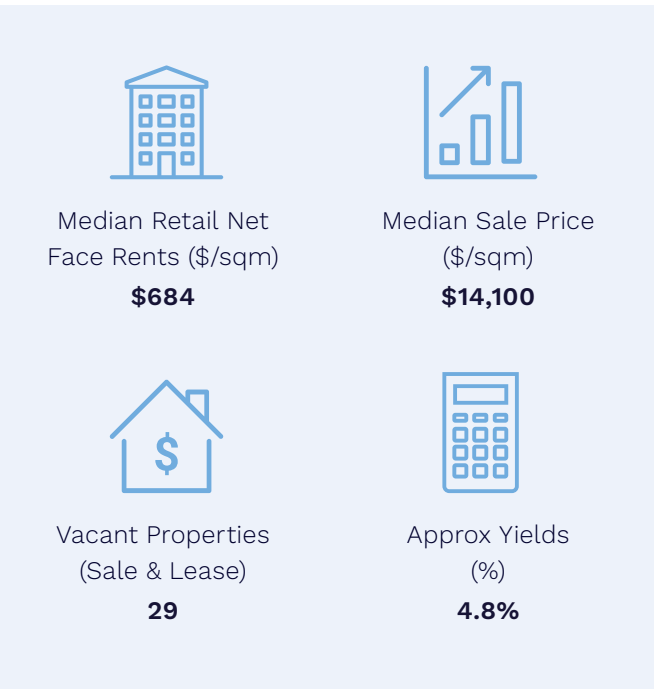 Median Retail Net
Face Rents ($/sqm)
$684
Median Sale Price
($/sqm)
$14,100
$
Vacant Properties
(Sale & Lease)
29
Approx Yields
(%)
4.8%